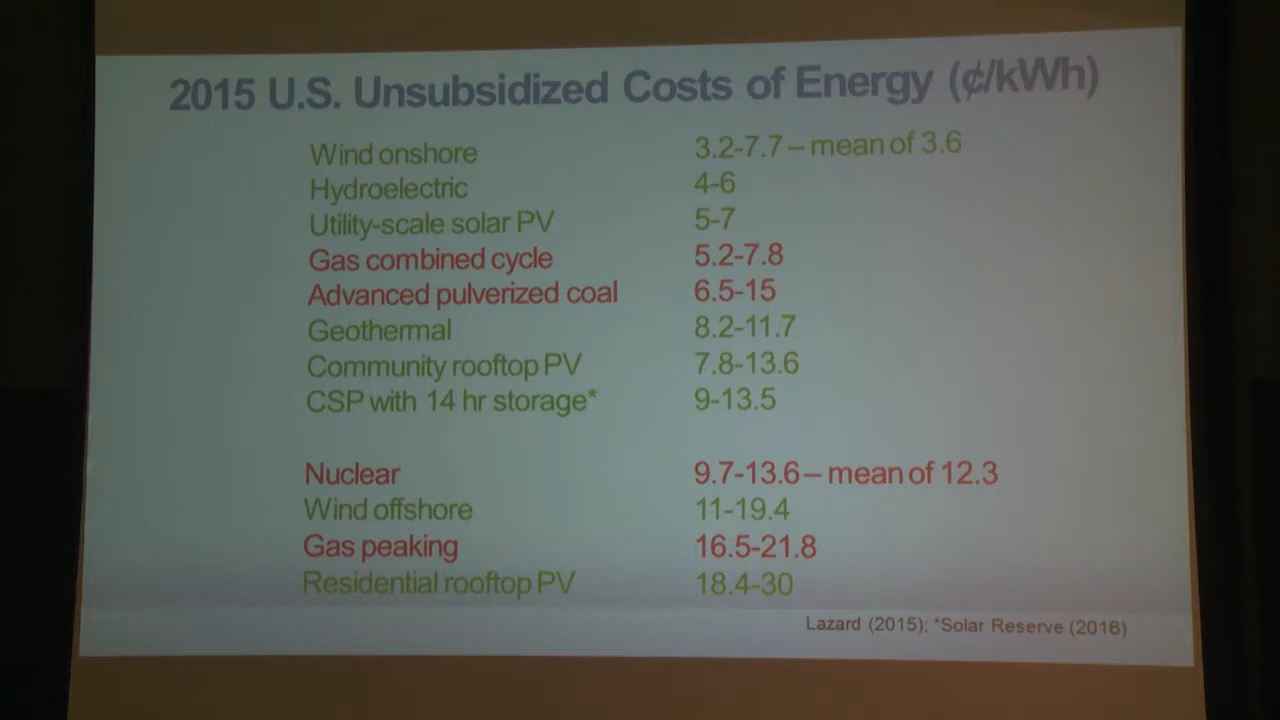 2015 U.S. Unsubsidized Costs of Energy (¢/kWh)
Wind onshore 3.2-7.7 – mean of 3.6
Hydroelectric 4-6
Utility-scale solar PV 5-7
Gas combined cycle 5.2-7.8
Advanced pulverized coal 6.5-15
Geothermal 8.2-11.7
Community rooftop PV 7.8-13.6
CSP with 14 hr storage* 9-13.5
Nuclear 9.7-13.6 – mean of 12.3
Wind offshore 11-19.4
Gas peaking 16.5-21.8
Residential rooftop PV 18.4-30
Lazard (2015); *Solar Reserve (2016)